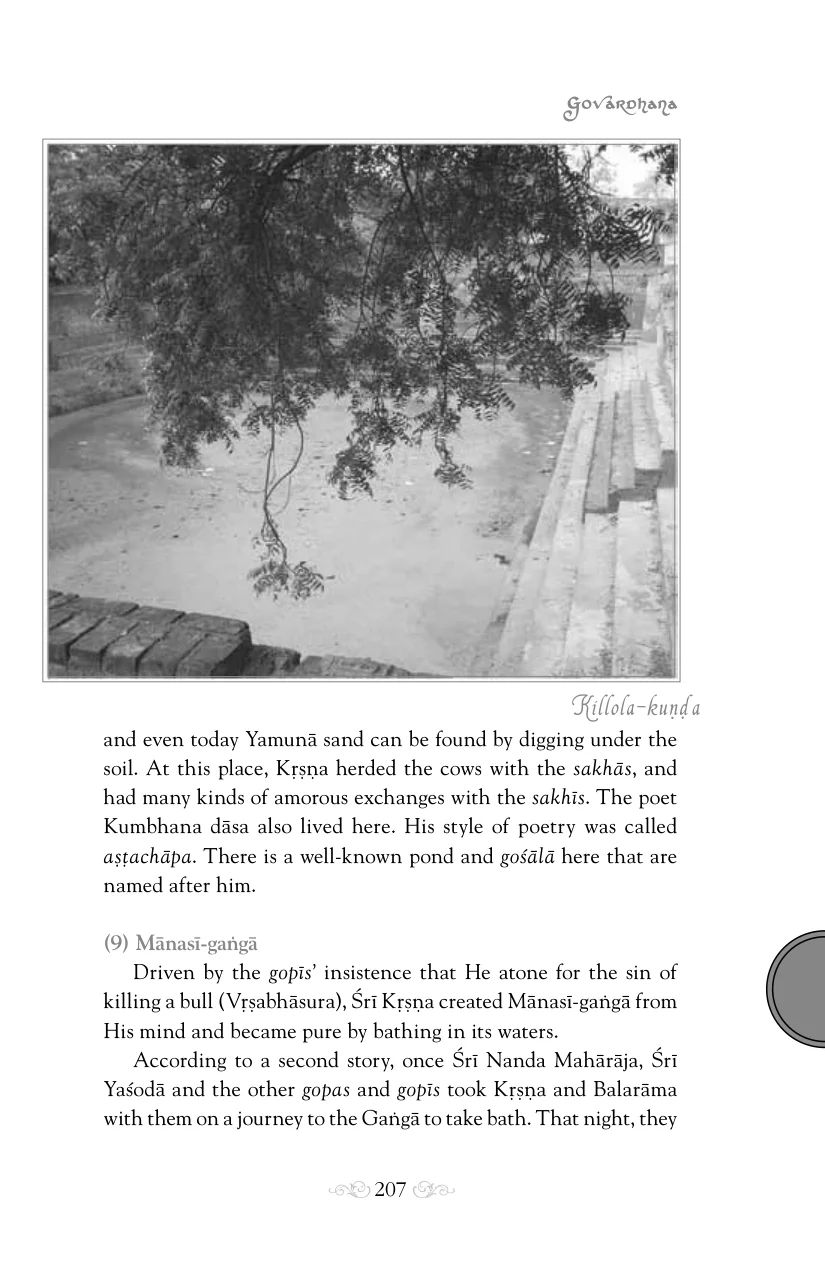 Govardhana
Killola-kuṇḍa
and even today Yamunā sand can be found by digging under the
soil. At this place, Kṛṣṇa herded the cows with the sakhās, and
had many kinds of amorous exchanges with the sakhīs. The poet
Kumbhana dāsa also lived here. His style of poetry was called
aṣṭachāpa. There is a well-known pond and gośālā here that are
named after him.
(9) Mānasī-gaṅgā
Driven by the gopīs’ insistence that He atone for the sin of
killing a bull (Vṛṣabhāsura), Śrī Kṛṣṇa created Mānasī-gaṅgā from
His mind and became pure by bathing in its waters.
According to a second story, once Śrī Nanda Mahārāja, Śrī
Yaśodā and the other gopas and gopīs took Kṛṣṇa and Balarāma
with them on a journey to the Gaṅgā to take bath. That night, they
207